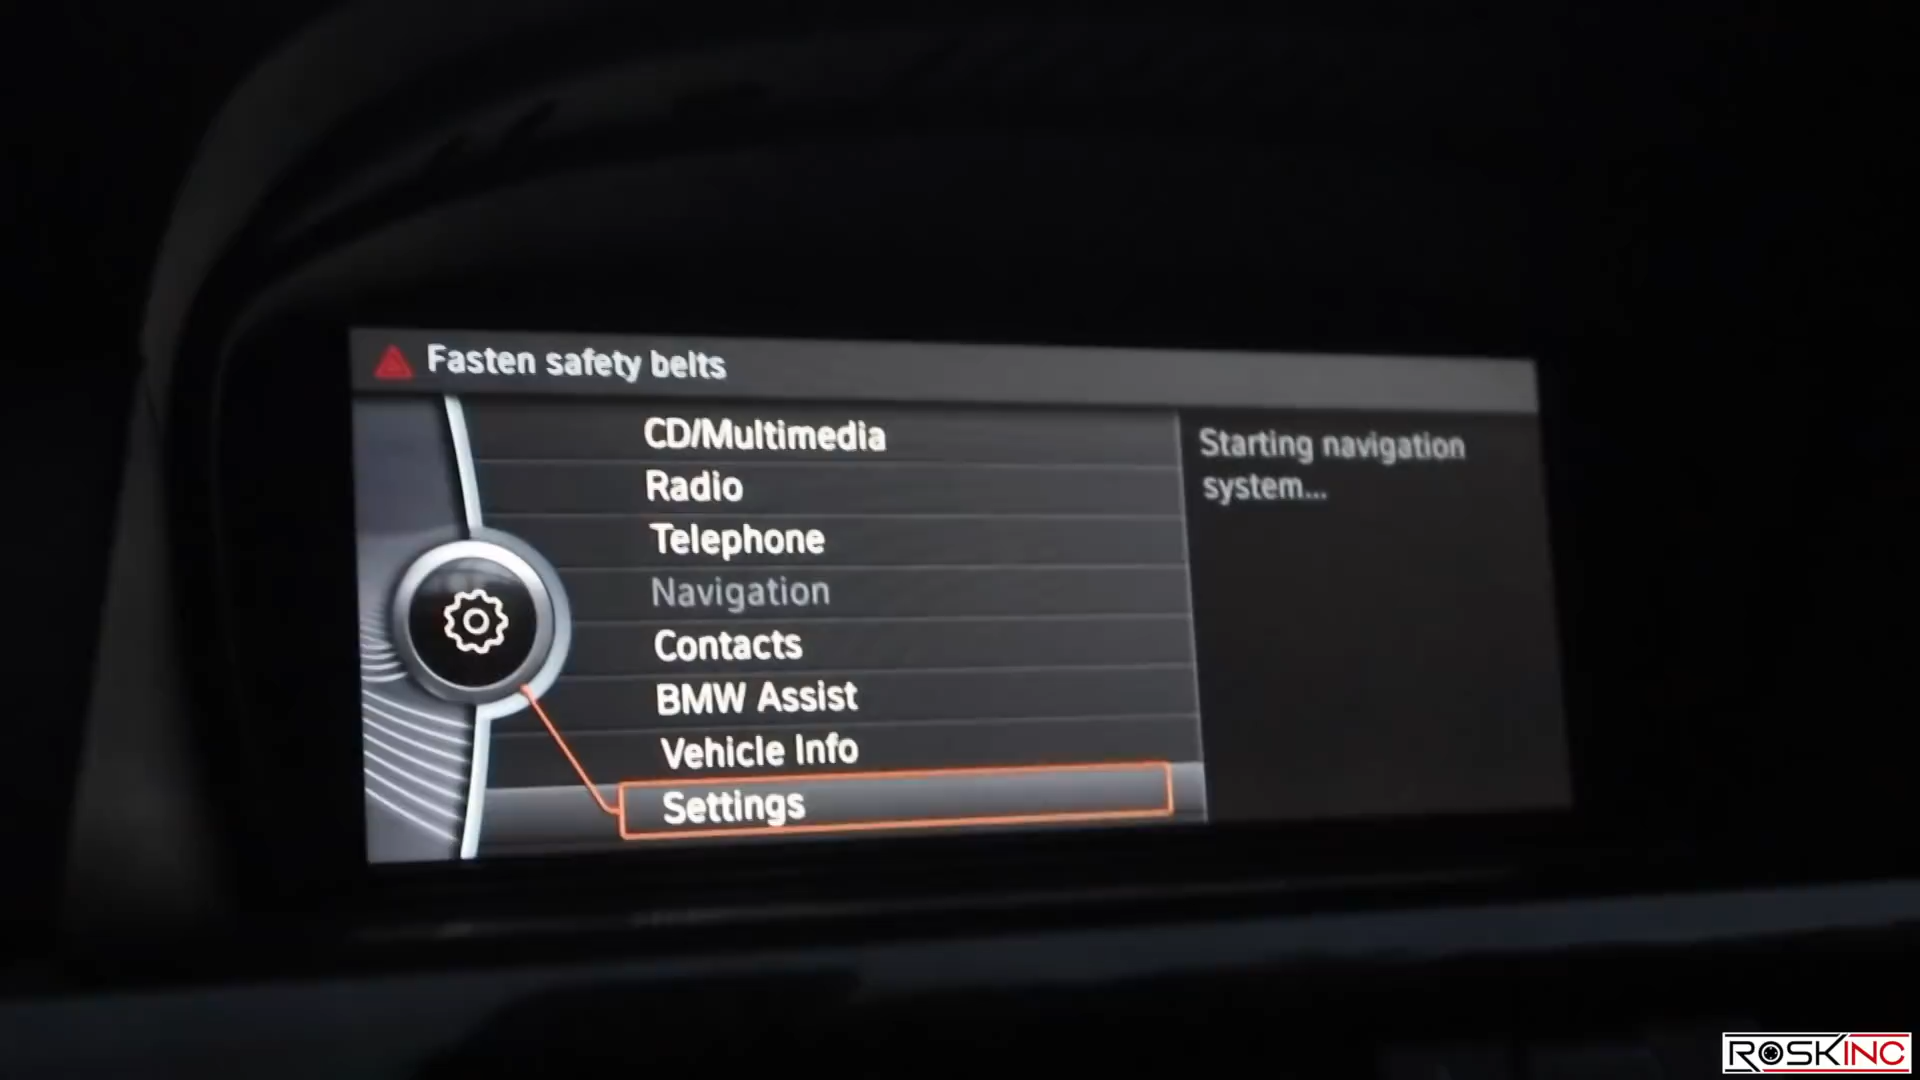 Fasten safety belts
CD/Multimedia
Radio
Telephone
Navigation
Contacts
BMW Assist
Vehicle Info
Settings
Starting navigation
system...
ROSKINC